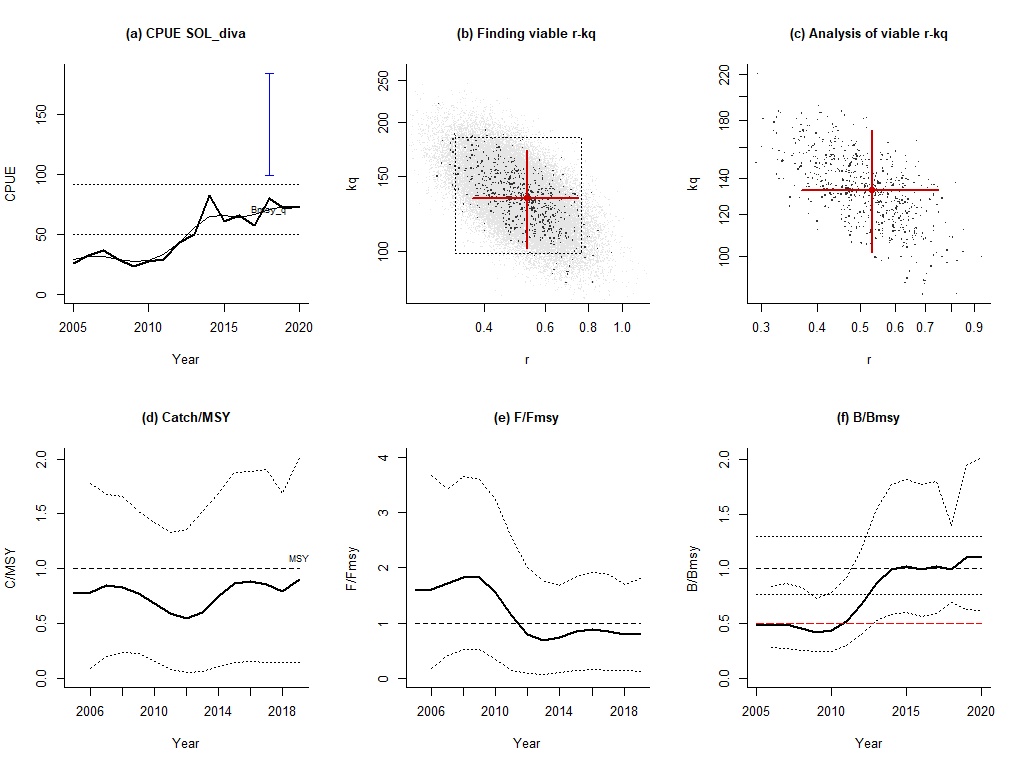 (a) CPUE SOL_diva
CPUE
0
50
100
150
Bmsy_q
2005
2010
2015
2020
Year
(b) Finding viable r-kq
kq
100
150
200
250
0.4
0.6
0.8
1.0
r
(c) Analysis of viable r-kq
kq
100
120
140
180
220
0.3
0.4
0.5
0.6
0.7
0.9
r
(d) Catch/MSY
C/MSY
0.0
0.5
1.0
1.5
2.0
MSY
2006
2010
2014
2018
Year
(e) F/Fmsy
F/Fmsy
0
1
2
3
4
2006
2010
2014
2018
Year
(f) B/Bmsy
B/Bmsy
0.0
0.5
1.0
1.5
2.0
2005
2010
2015
2020
Year